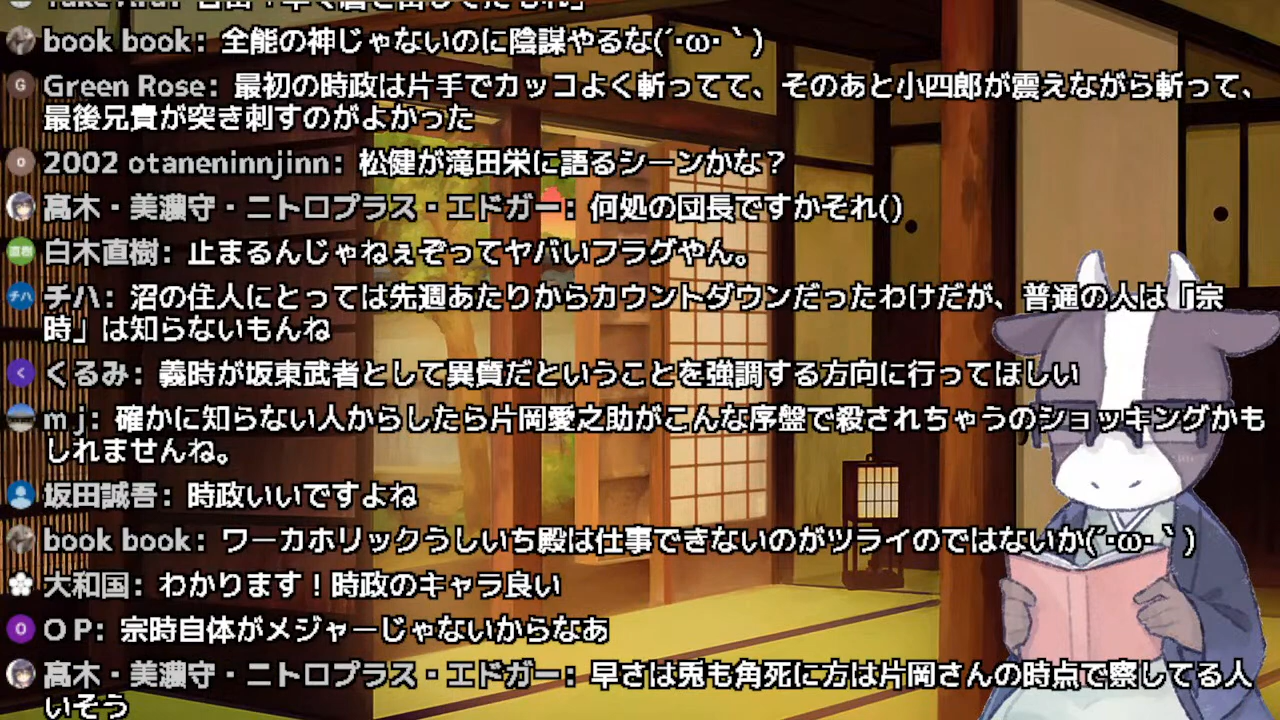 book book: 全能の神じゃないのに陰謀やるな(´･ω･｀)
G Green Rose: 最初の時政は片手でカッコよく斬ってて、そのあと小四郎が震えながら斬って、
最後兄貴が突き刺すのがよかった
O 2002 otaneninnjinn: 松健が滝田栄に語るシーンかな？
髙木・美濃守・ニトロプラス・エドガー: 何処の団長ですかそれ()
直樹 白木直樹: 止まるんじゃねぇぞってヤバいフラグやん。
チハ チハ: 沼の住人にとっては先週あたりからカウントダウンだったわけだが、普通の人は「宗
時」は知らないもんね
く くるみ: 義時が坂東武者として異質だということを強調する方向に行ってほしい
m j: 確かに知らない人からしたら片岡愛之助がこんな序盤で殺されちゃうのショッキングかも
しれませんね。
坂田誠吾: 時政いいですよね
book book: ワーカホリックうしいち殿は仕事できないのがツライのではないか(´･ω･｀)
大和国: わかります！時政のキャラ良い
O O P: 宗時自体がメジャーじゃないからなあ
髙木・美濃守・ニトロプラス・エドガー: 早さは兎も角死に方は片岡さんの時点で察してる人
いそう